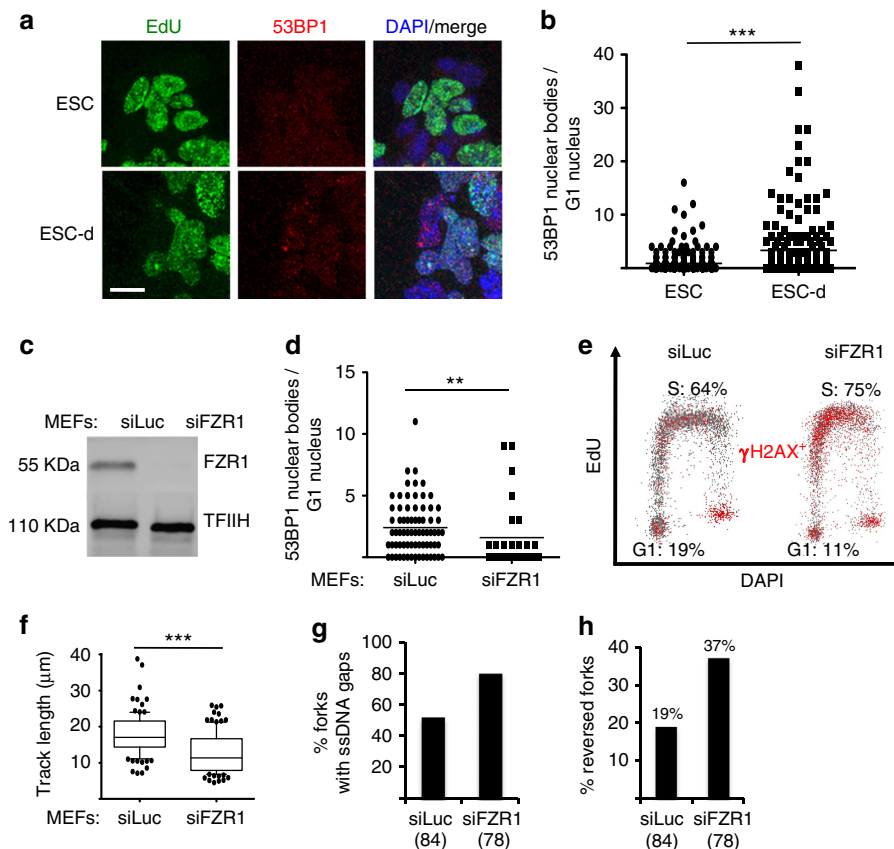 a
EdU
53BP1
DAPI/merge
ESC
ESC-d
b
***
53BP1 nuclear bodies /
G1 nucleus
40
30
20
10
0
ESC
ESC-d
c
MEFs:
siLuc
siFZR1
55 KDa
FZR1
110 KDa
TFIIH
d
**
53BP1 nuclear bodies /
G1 nucleus
15
10
5
0
MEFs:
siLuc
siFZR1
e
siLuc
siFZR1
S: 64%
S: 75%
EdU
γH2AX⁺
G1: 19%
G1: 11%
DAPI
f
***
Track length (μm)
40
30
20
10
MEFs:
siLuc
siFZR1
g
% forks
with ssDNA gaps
100
80
60
40
20
siLuc
(84)
siFZR1
(78)
h
% reversed forks
40
30
20
10
0
19%
37%
siLuc
(84)
siFZR1
(78)